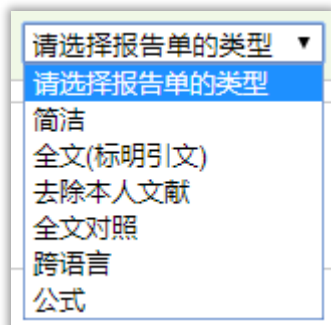 请选择报告单的类型 ▼
请选择报告单的类型
简洁
全文(标明引文)
去除本人文献
全文对照
跨语言
公式